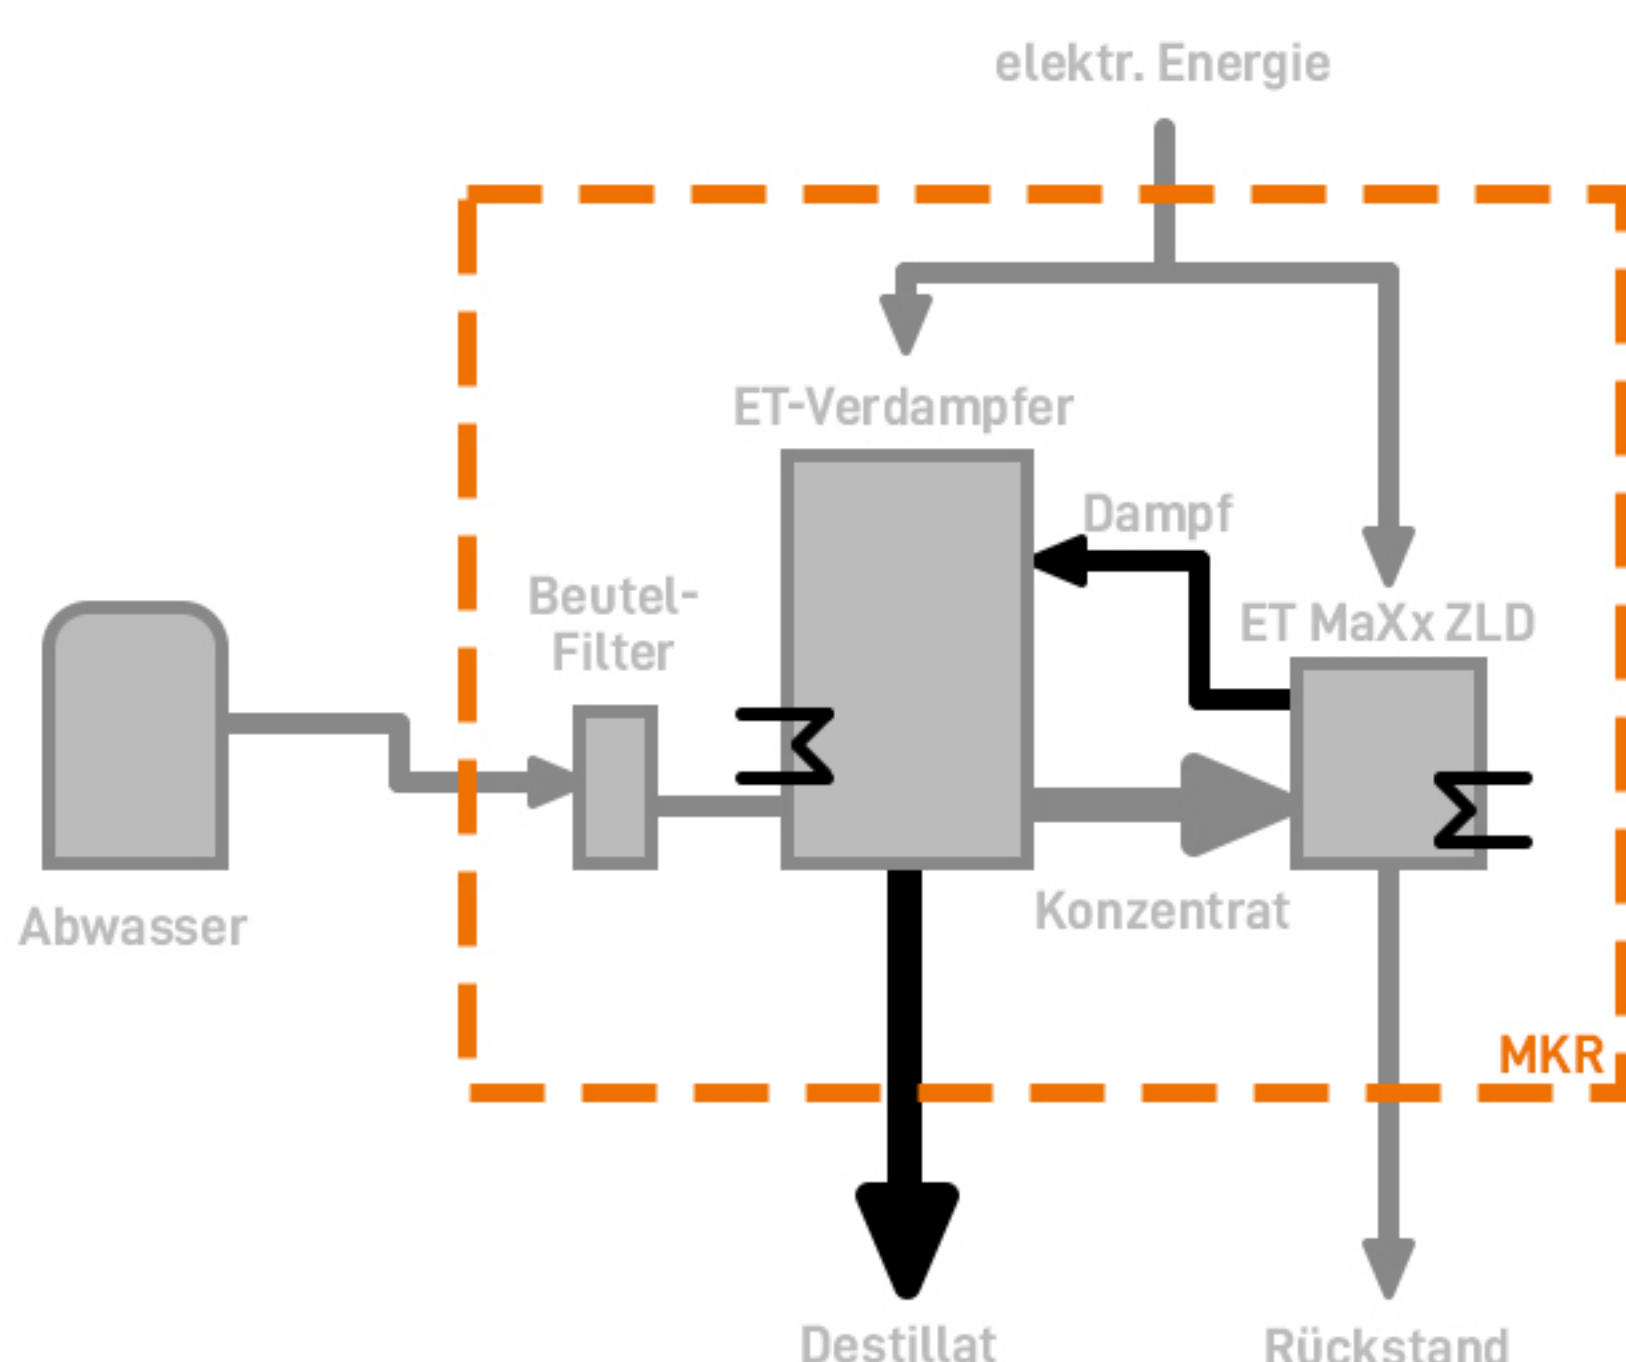 elektr. Energie
ET-Verdampfer
Dampf
Beutel-
Filter
ET MaXx ZLD
Abwasser
Konzentrat
MKR
Destillat
Rückstand